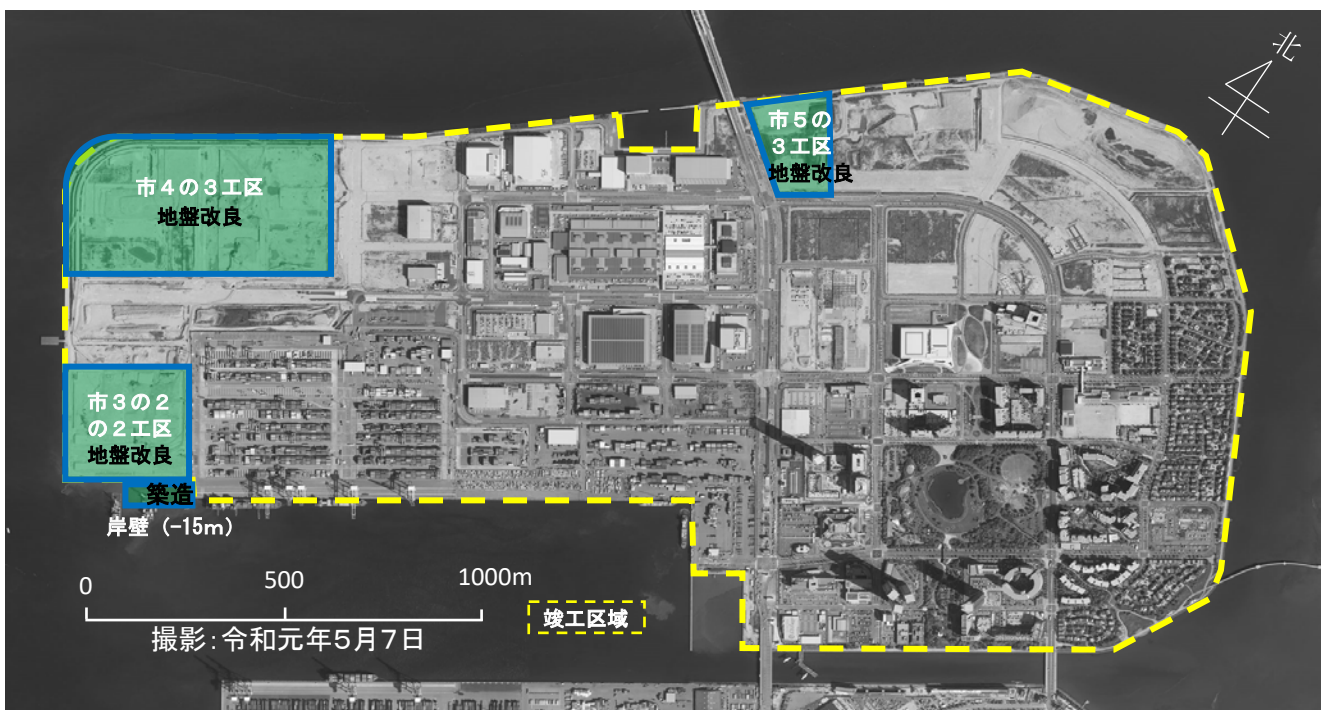 北
市５の
３工区
地盤改良
市４の３工区
地盤改良
市３の２
の２工区
地盤改良
築造
岸壁（-15ｍ）
0
500
1000m
竣工区域
撮影：令和元年５月７日